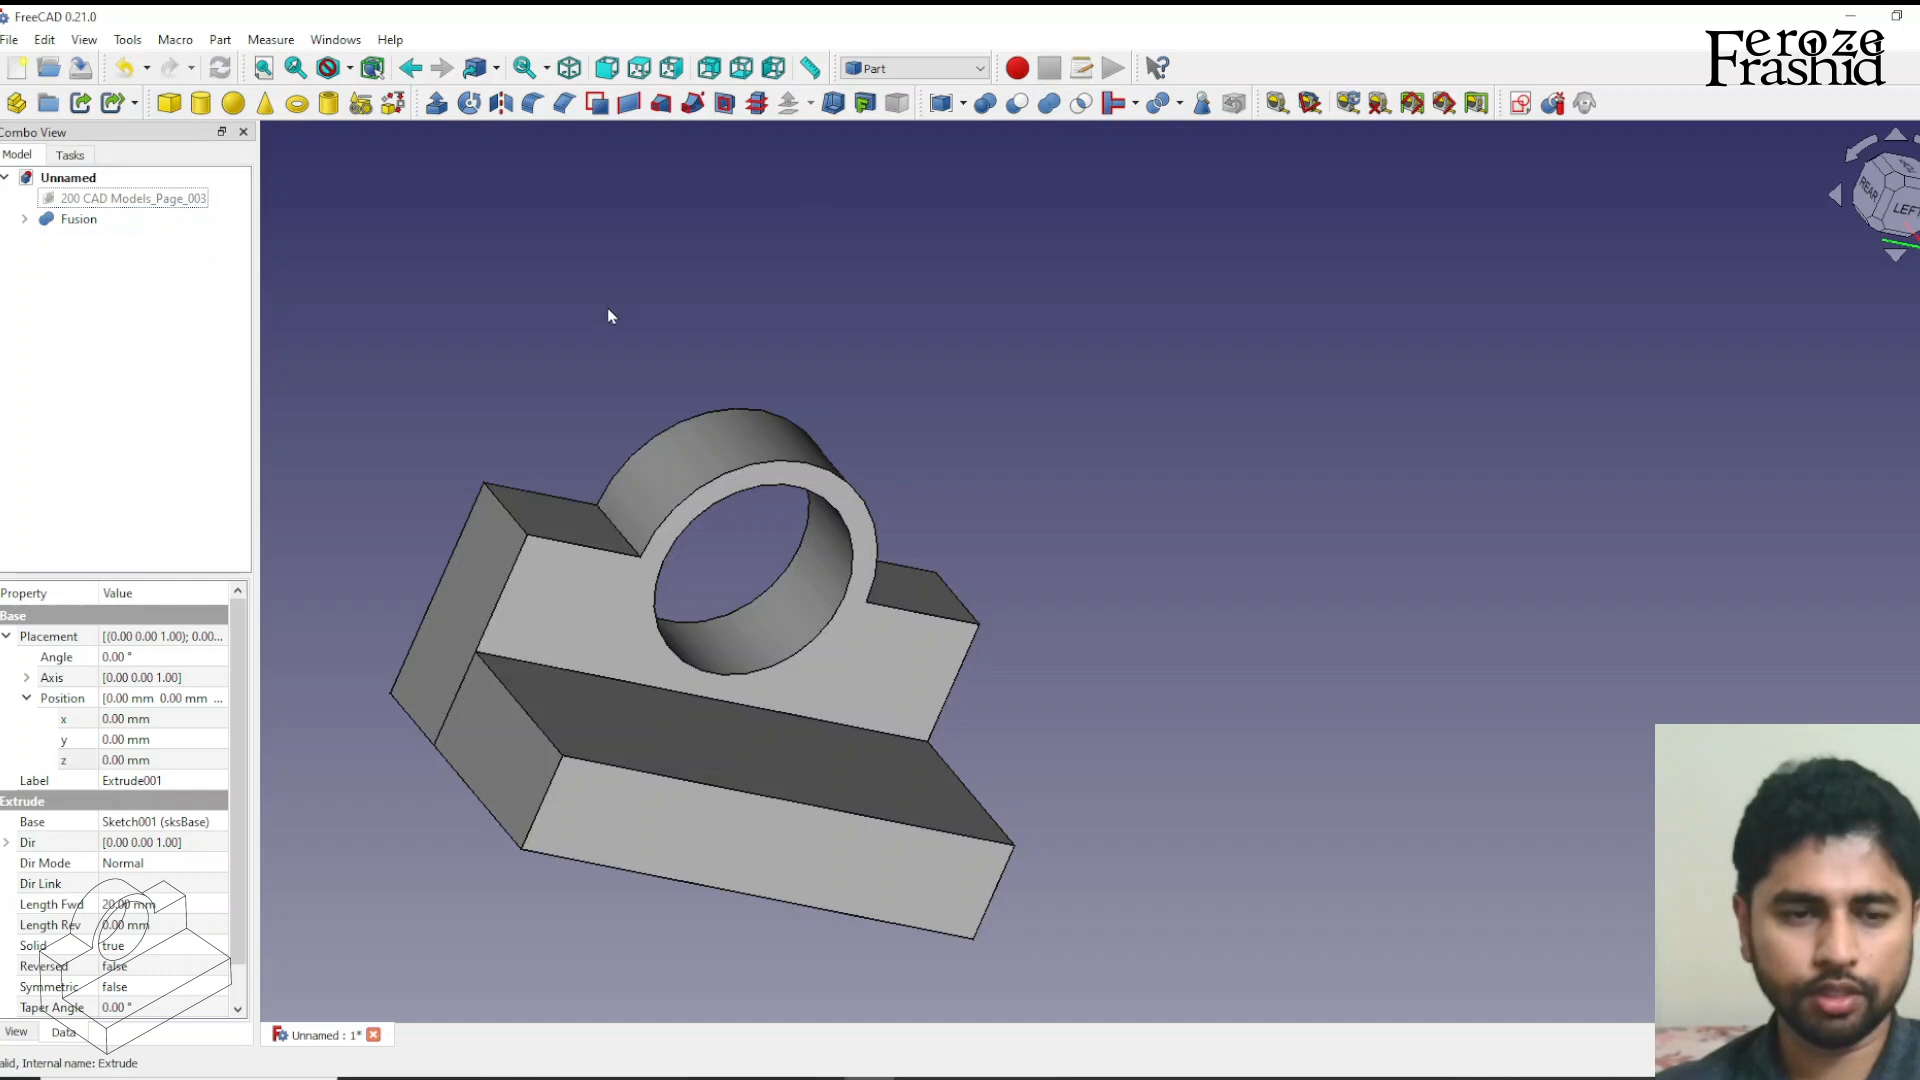 FreeCAD 0.21.0
File Edit View Tools Macro Part Measure Windows Help
Feroze
Frashid
Part
Combo View
Model Tasks
Unnamed
200 CAD Models_Page_003
Fusion
REAR
LEFT
Property Value
Base
Placement [(0.00 0.00 1.00); 0.00...
Angle 0.00 °
Axis [0.00 0.00 1.00]
Position [0.00 mm 0.00 mm ...
x 0.00 mm
y 0.00 mm
z 0.00 mm
Label Extrude001
Extrude
Base Sketch001 (sksBase)
Dir [0.00 0.00 1.00]
Dir Mode Normal
Dir Link
Length Fwd 20.00 mm
Length Rev 0.00 mm
Solid true
Reversed false
Symmetric false
Taper Angle 0.00 °
View Data
Unnamed : 1*
alid, Internal name: Extrude